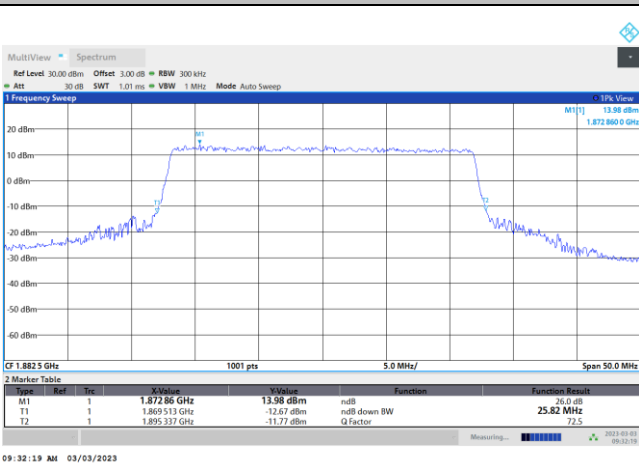 MultiView Spectrum
Ref Level 30.00 dBm Offset 3.00 dB RBW 300 kHz
Att 30 dB SWT 1.01 ms VBW 1 MHz Mode Auto Sweep
1 Frequency Sweep 1Pk View
M1[1] 13.98 dBm
1.872 860 0 GHz
M1
20 dBm
10 dBm
0 dBm
T1
T2
-10 dBm
-20 dBm
-30 dBm
-40 dBm
-50 dBm
-60 dBm
CF 1.882 5 GHz 1001 pts 5.0 MHz/ Span 50.0 MHz
2 Marker Table
Type Ref Trc X-Value Y-Value Function Function Result
M1 1 1.872 86 GHz 13.98 dBm ndB 26.0 dB
T1 1 1.869 513 GHz -12.67 dBm ndB down BW 25.82 MHz
T2 1 1.895 337 GHz -11.77 dBm Q Factor 72.5
Measuring... 2023-03-03
09:32:19
09:32:19 AM 03/03/2023